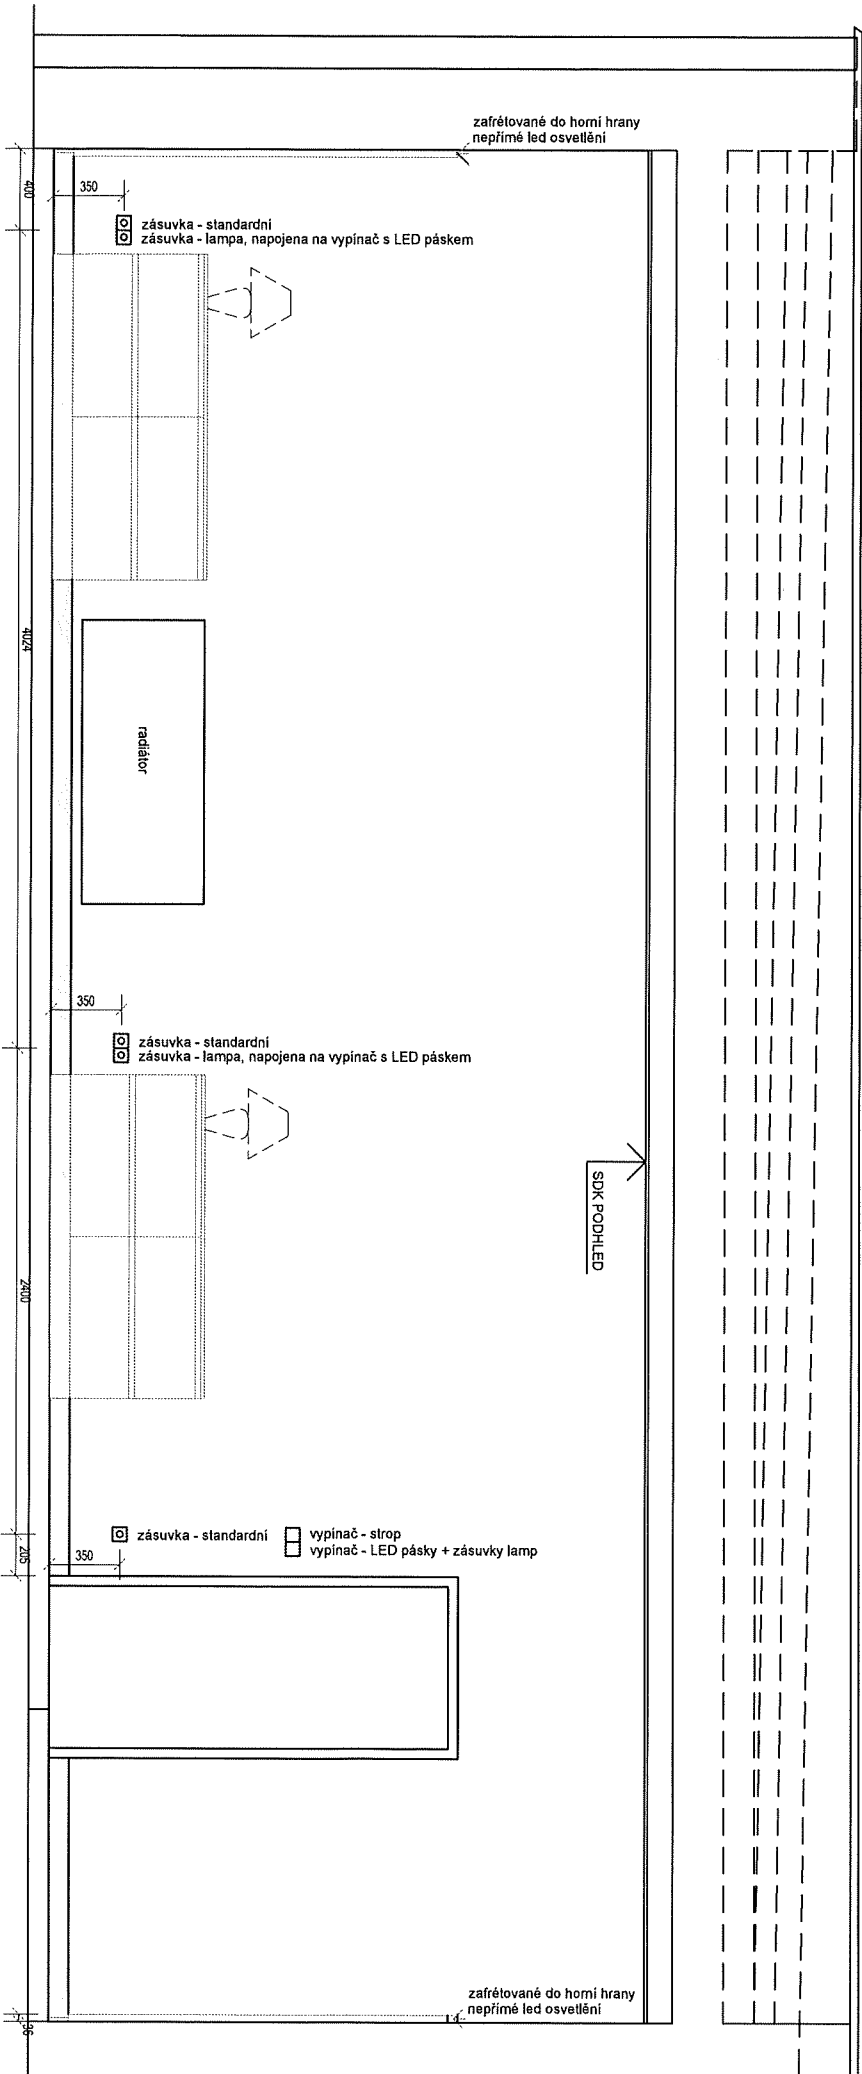 zafrétované do horní hrany
nepřímé led osvetlění
400
350
zásuvka - standardní
zásuvka - lampa, napojena na vypínač s LED páskem
4024
radiátor
350
zásuvka - standardní
zásuvka - lampa, napojena na vypínač s LED páskem
SDK PODHLED
2400
zásuvka - standardní
vypínač - strop
vypínač - LED pásky + zásuvky lamp
350
205
zafrétované do horní hrany
nepřímé led osvetlění
36